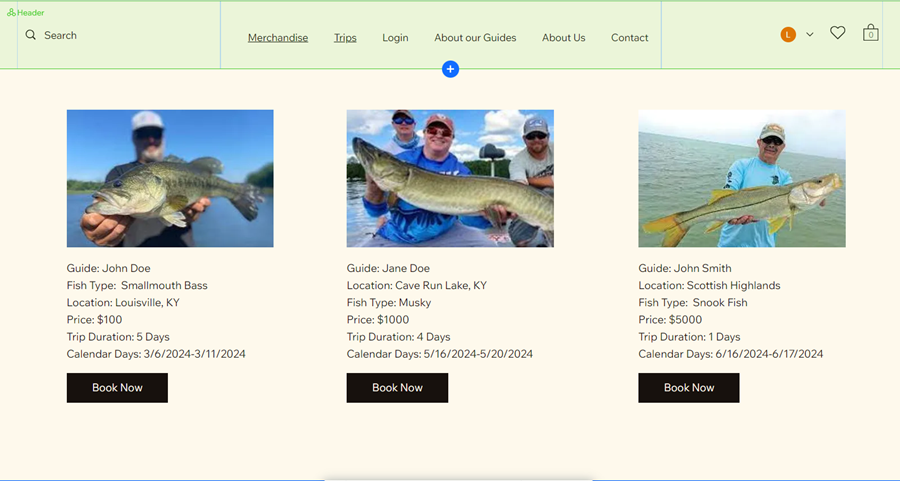 Header
Search
Merchandise
Trips
Login
About our Guides
About Us
Contact
L
0
+
Guide: John Doe
Fish Type: Smallmouth Bass
Location: Louisville, KY
Price: $100
Trip Duration: 5 Days
Calendar Days: 3/6/2024-3/11/2024
Book Now
Guide: Jane Doe
Location: Cave Run Lake, KY
Fish Type: Musky
Price: $1000
Trip Duration: 4 Days
Calendar Days: 5/16/2024-5/20/2024
Book Now
Guide: John Smith
Location: Scottish Highlands
Fish Type: Snook Fish
Price: $5000
Trip Duration: 1 Days
Calendar Days: 6/16/2024-6/17/2024
Book Now